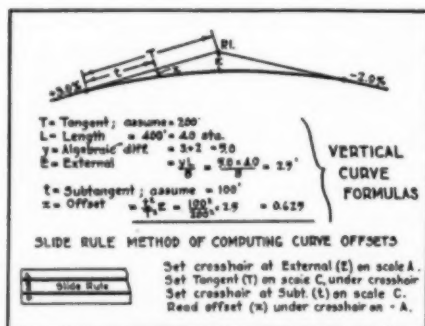 T
P.I.
t
x
E
+3.0%
-2.0%
T = Tangent; assume = 200'
L = Length = 400' = 4.0 sta.
y = Algebraic diff = 3+2 = 5.0
E = External = yL/8 = 5.0 x 4.0/8 = 2.5'
t = Subtangent; assume = 100'
x = Offset = t²/T² E = 100²/200² x 2.5 = 0.625
VERTICAL
CURVE
FORMULAS
SLIDE RULE METHOD OF COMPUTING CURVE OFFSETS
Slide Rule
Set crosshair at External (E) on scale A.
Set Tangent (T) on scale C, under crosshair
Set crosshair at Subt. (t) on scale C.
Read offset (x) under crosshair on - A.